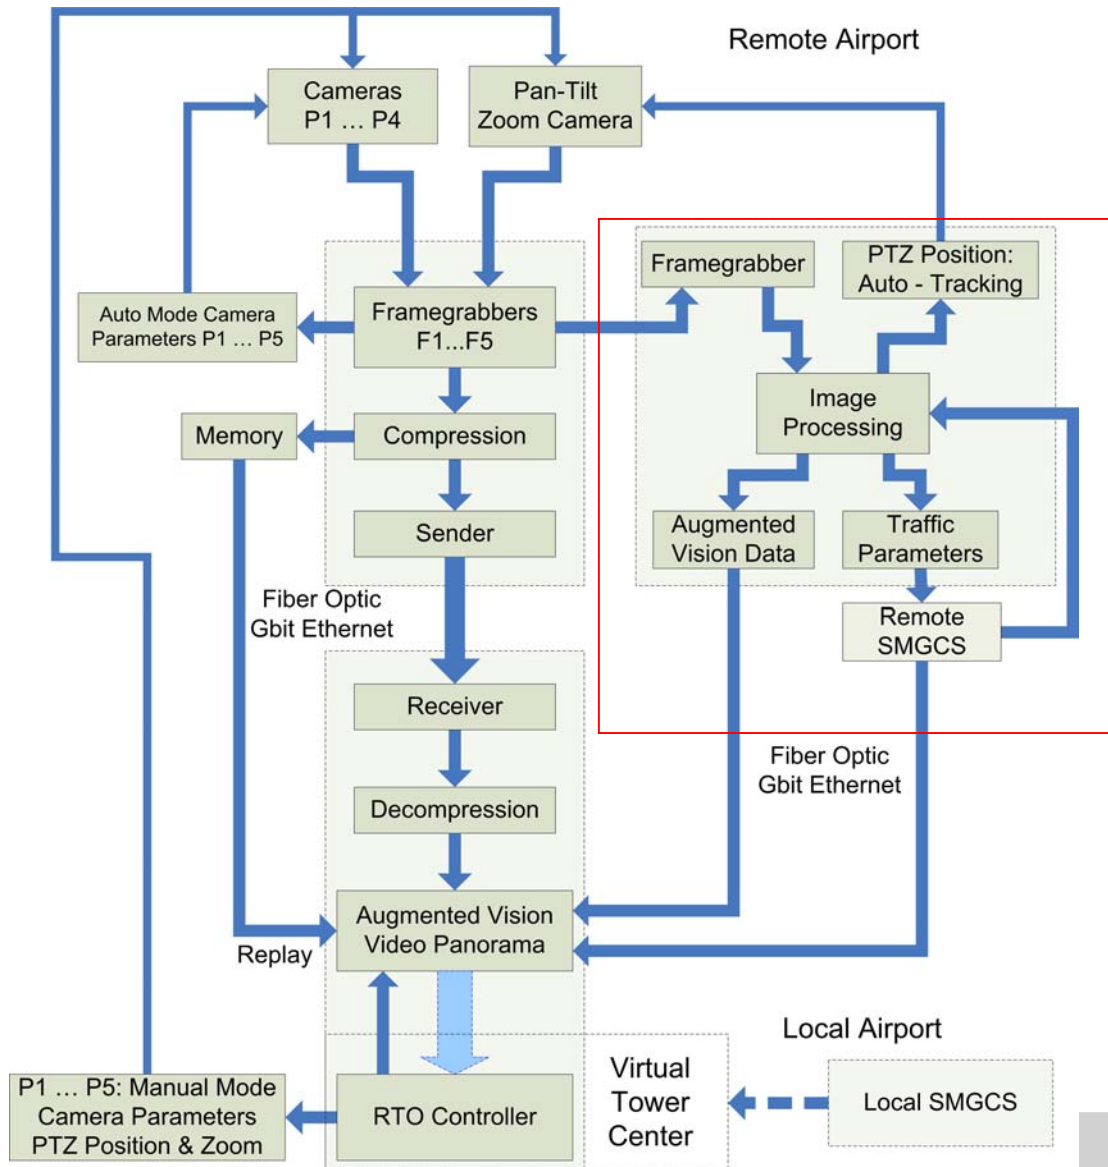 Remote Airport
Cameras
P1 … P4
Pan-Tilt
Zoom Camera
Framegrabber
PTZ Position:
Auto - Tracking
Auto Mode Camera
Parameters P1 … P5
Framegrabbers
F1...F5
Image
Processing
Memory
Compression
Sender
Augmented
Vision Data
Traffic
Parameters
Fiber Optic
Gbit Ethernet
Remote
SMGCS
Receiver
Fiber Optic
Gbit Ethernet
Decompression
Augmented Vision
Video Panorama
Replay
Local Airport
Virtual
Tower
Center
P1 … P5: Manual Mode
Camera Parameters
PTZ Position & Zoom
RTO Controller
Local SMGCS